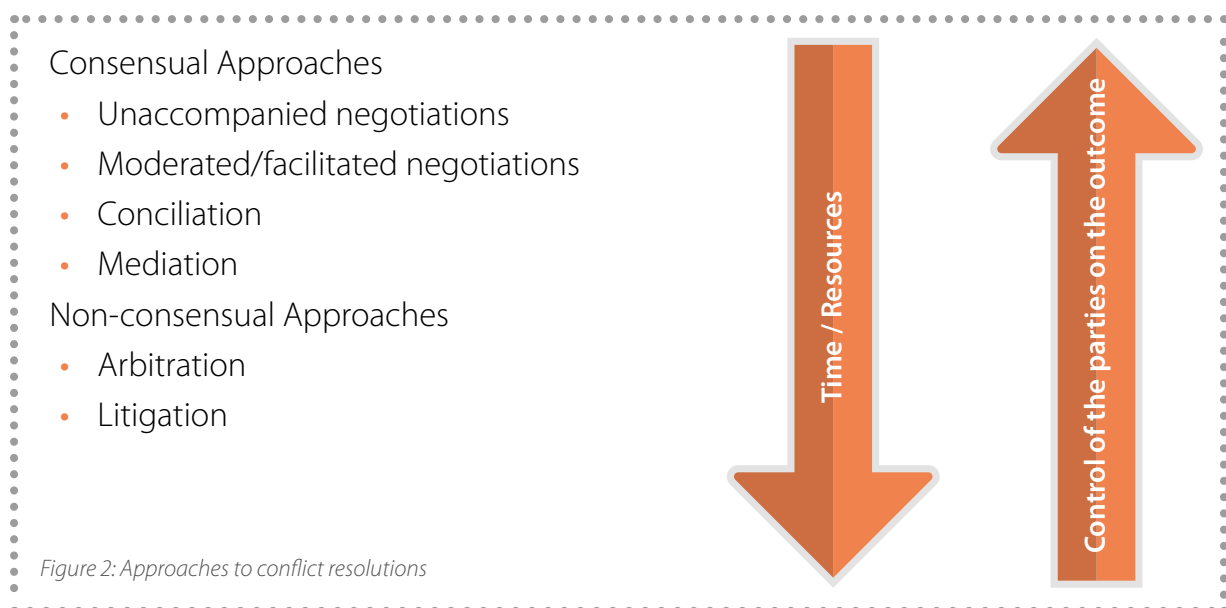 Consensual Approaches
• Unaccompanied negotiations
• Moderated/facilitated negotiations
• Conciliation
• Mediation
Non-consensual Approaches
• Arbitration
• Litigation
Time / Resources
Control of the parties on the outcome
Figure 2: Approaches to conflict resolutions